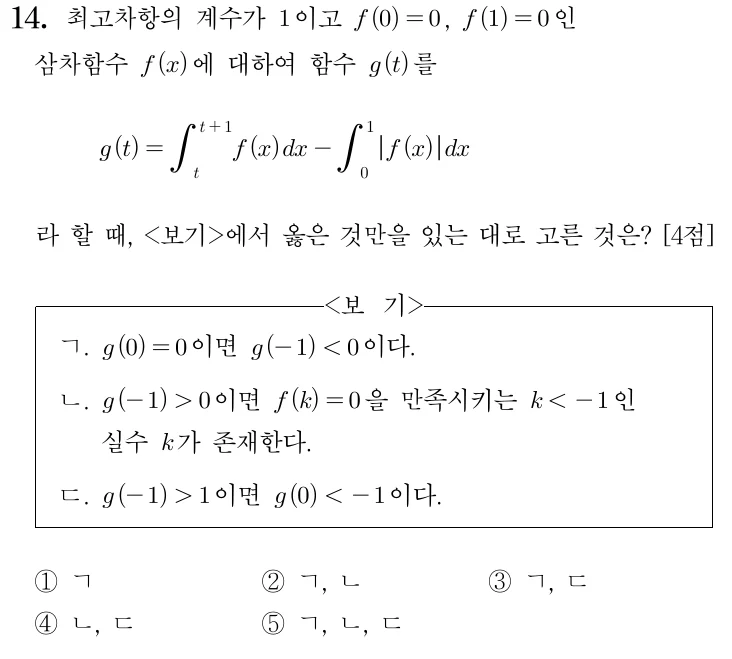 14. 최고차항의 계수가 1이고 f(0)=0, f(1)=0인
삼차함수 f(x)에 대하여 함수 g(t)를
g(t)=∫_t^{t+1} f(x)dx-∫_0^1 |f(x)|dx
라 할 때, <보기>에서 옳은 것만을 있는 대로 고른 것은? [4점]
<보 기>
ㄱ. g(0)=0이면 g(-1)<0이다.
ㄴ. g(-1)>0이면 f(k)=0을 만족시키는 k<-1인
실수 k가 존재한다.
ㄷ. g(-1)>1이면 g(0)<-1이다.
① ㄱ ② ㄱ, ㄴ ③ ㄱ, ㄷ
④ ㄴ, ㄷ ⑤ ㄱ, ㄴ, ㄷ